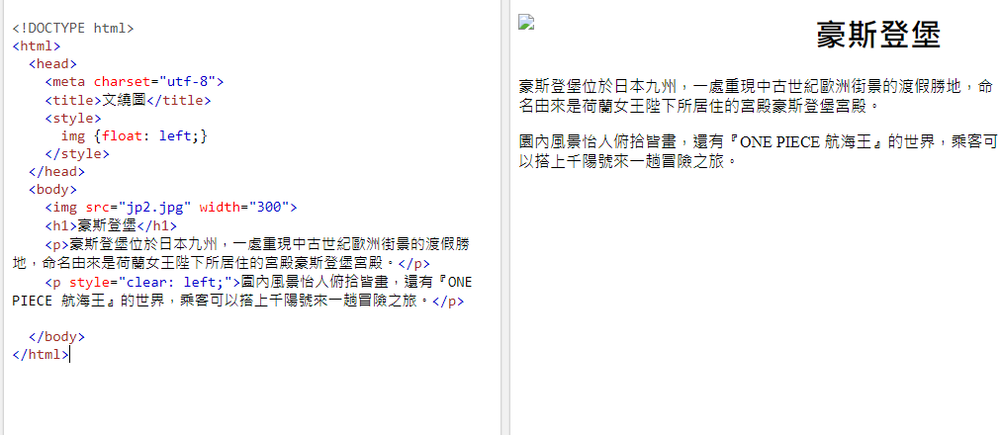 <!DOCTYPE html>
<html>
<head>
<meta charset="utf-8">
<title>文繞圖</title>
<style>
img {float: left;}
</style>
</head>
<body>
<img src="jp2.jpg" width="300">
<h1>豪斯登堡</h1>
<p>豪斯登堡位於日本九州，一處重現中古世紀歐洲街景的渡假勝
地，命名由來是荷蘭女王陛下所居住的宮殿豪斯登堡宮殿。</p>
<p style="clear: left;">園內風景怡人俯拾皆畫，還有『ONE
PIECE 航海王』的世界，乘客可以搭上千陽號來一趟冒險之旅。</p>
</body>
</html>
豪斯登堡
豪斯登堡位於日本九州，一處重現中古世紀歐洲街景的渡假勝地，命
名由來是荷蘭女王陛下所居住的宮殿豪斯登堡宮殿。
園內風景怡人俯拾皆畫，還有『ONE PIECE 航海王』的世界，乘客可
以搭上千陽號來一趟冒險之旅。